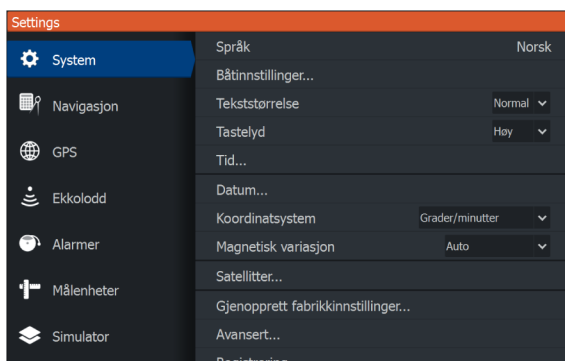 Settings
System
Navigasjon
GPS
Ekkolodd
Alarmer
Målenheter
Simulator
Språk Norsk
Båtinnstillinger...
Tekststørrelse Normal
Tastelyd Høy
Tid...
Datum...
Koordinatsystem Grader/minutter
Magnetisk variasjon Auto
Satellitter...
Gjenopprett fabrikkinnstillinger...
Avansert...